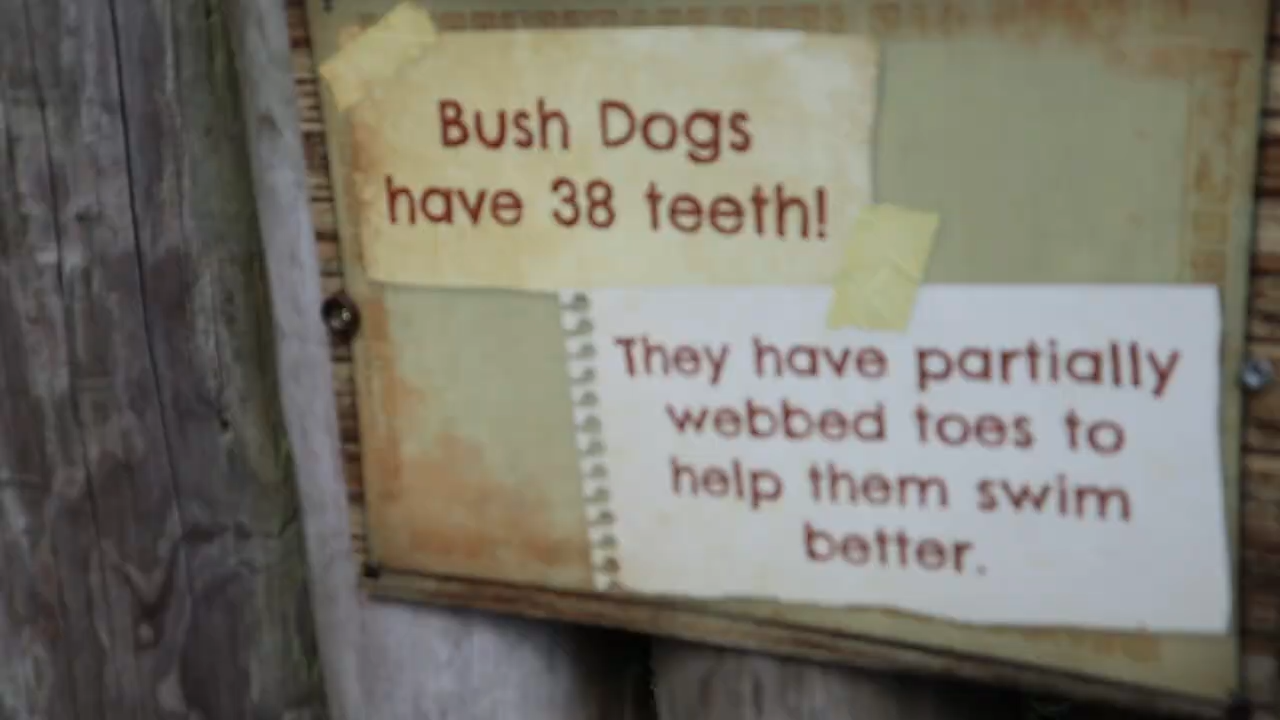 Bush Dogs
have 38 teeth!
They have partially
webbed toes to
help them swim
better.